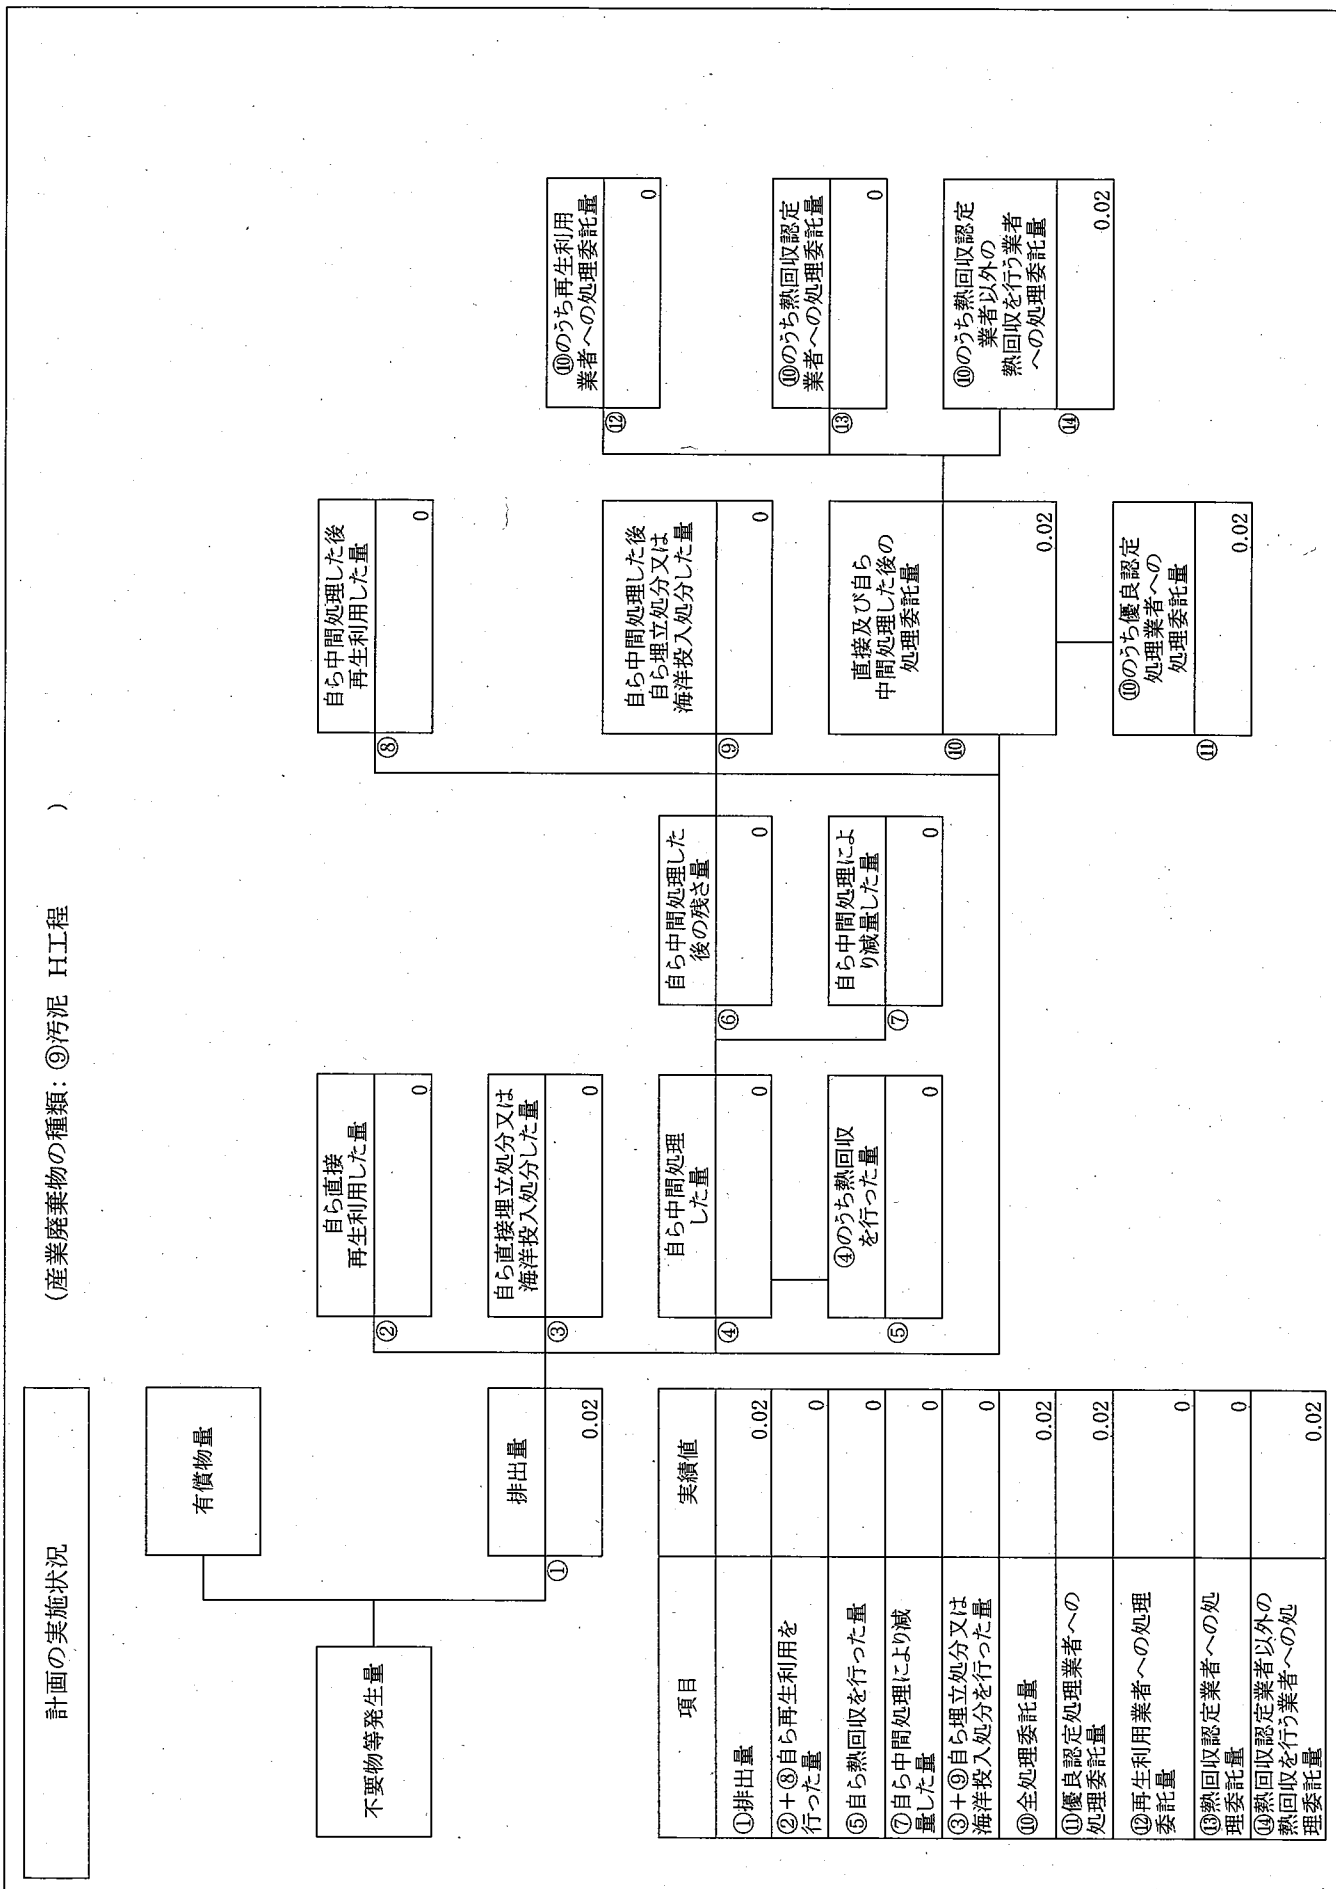 計画の実施状況
(産業廃棄物の種類：⑨汚泥 H工程 )
不要物等発生量
有償物量
排出量
①
0.02
自ら直接
再生利用した量
②
0
自ら直接埋立処分又は
海洋投入処分した量
③
0
自ら中間処理
した量
④
0
④のうち熱回収
を行った量
⑤
0
自ら中間処理した
後の残さ量
⑥
0
自ら中間処理によ
り減量した量
⑦
0
自ら中間処理した後
再生利用した量
⑧
0
自ら中間処理した後
自ら埋立処分又は
海洋投入処分した量
⑨
0
直接及び自ら
中間処理した後の
処理委託量
⑩
0.02
⑩のうち優良認定
処理業者への
処理委託量
⑪
0.02
⑩のうち再生利用
業者への処理委託量
⑫
0
⑩のうち熱回収認定
業者への処理委託量
⑬
0
⑩のうち熱回収認定
業者以外の
熱回収を行う業者
への処理委託量
⑭
0.02
項目 実績値
①排出量 0.02
②＋⑧自ら再生利用を
行った量 0
⑤自ら熱回収を行った量 0
⑦自ら中間処理により減
量した量 0
③＋⑨自ら埋立処分又は
海洋投入処分を行った量 0
⑩全処理委託量 0.02
⑪優良認定処理業者への
処理委託量 0.02
⑫再生利用業者への処理
委託量 0
⑬熱回収認定業者への処
理委託量 0
⑭熱回収認定業者以外の
熱回収を行う業者への処
理委託量 0.02